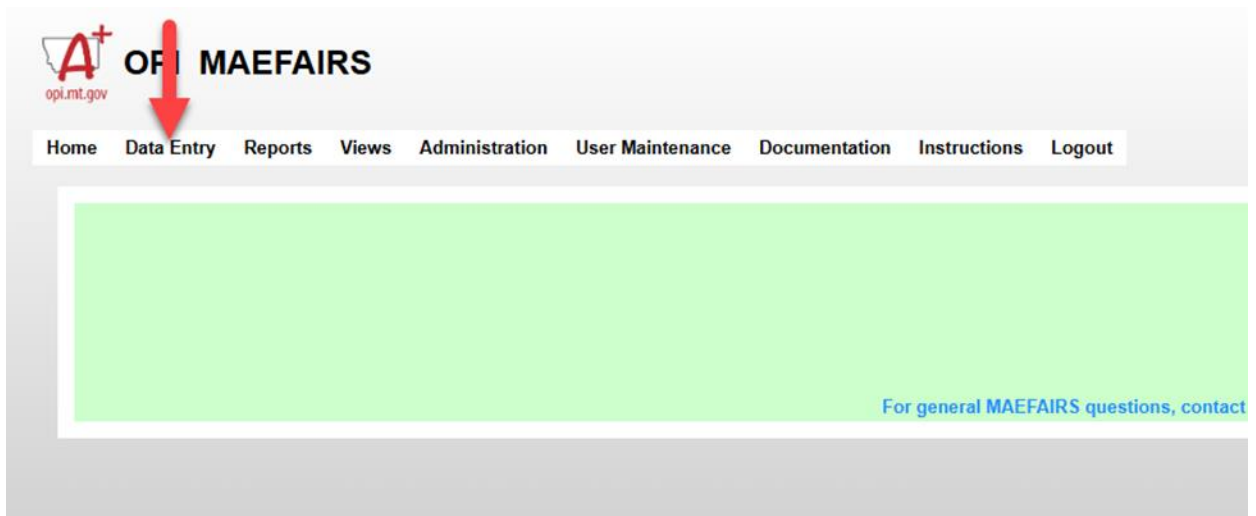 A+
opi.mt.gov
OPI MAEFAIRS
Home Data Entry Reports Views Administration User Maintenance Documentation Instructions Logout
For general MAEFAIRS questions, contact